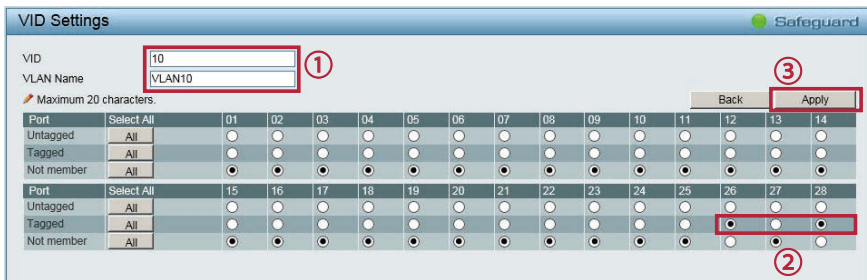 VID Settings
Safeguard
VID 10
①
VLAN Name VLAN10
③
Maximum 20 characters.
Back Apply
Port Select All 01 02 03 04 05 06 07 08 09 10 11 12 13 14
Untagged All
Tagged All
Not member All
Port Select All 15 16 17 18 19 20 21 22 23 24 25 26 27 28
Untagged All
Tagged All
Not member All
②